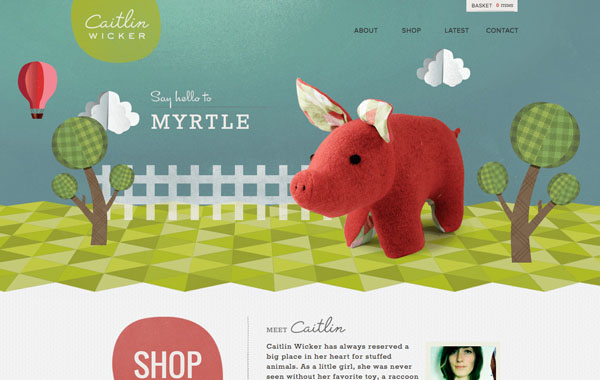 Caitlin
WICKER
BASKET 0 ITEMS
ABOUT SHOP LATEST CONTACT
Say hello to
MYRTLE
SHOP
MEET Caitlin
Caitlin Wicker has always reserved a
big place in her heart for stuffed
animals. As a little girl, she was never
seen without her favorite toy, a raccoon